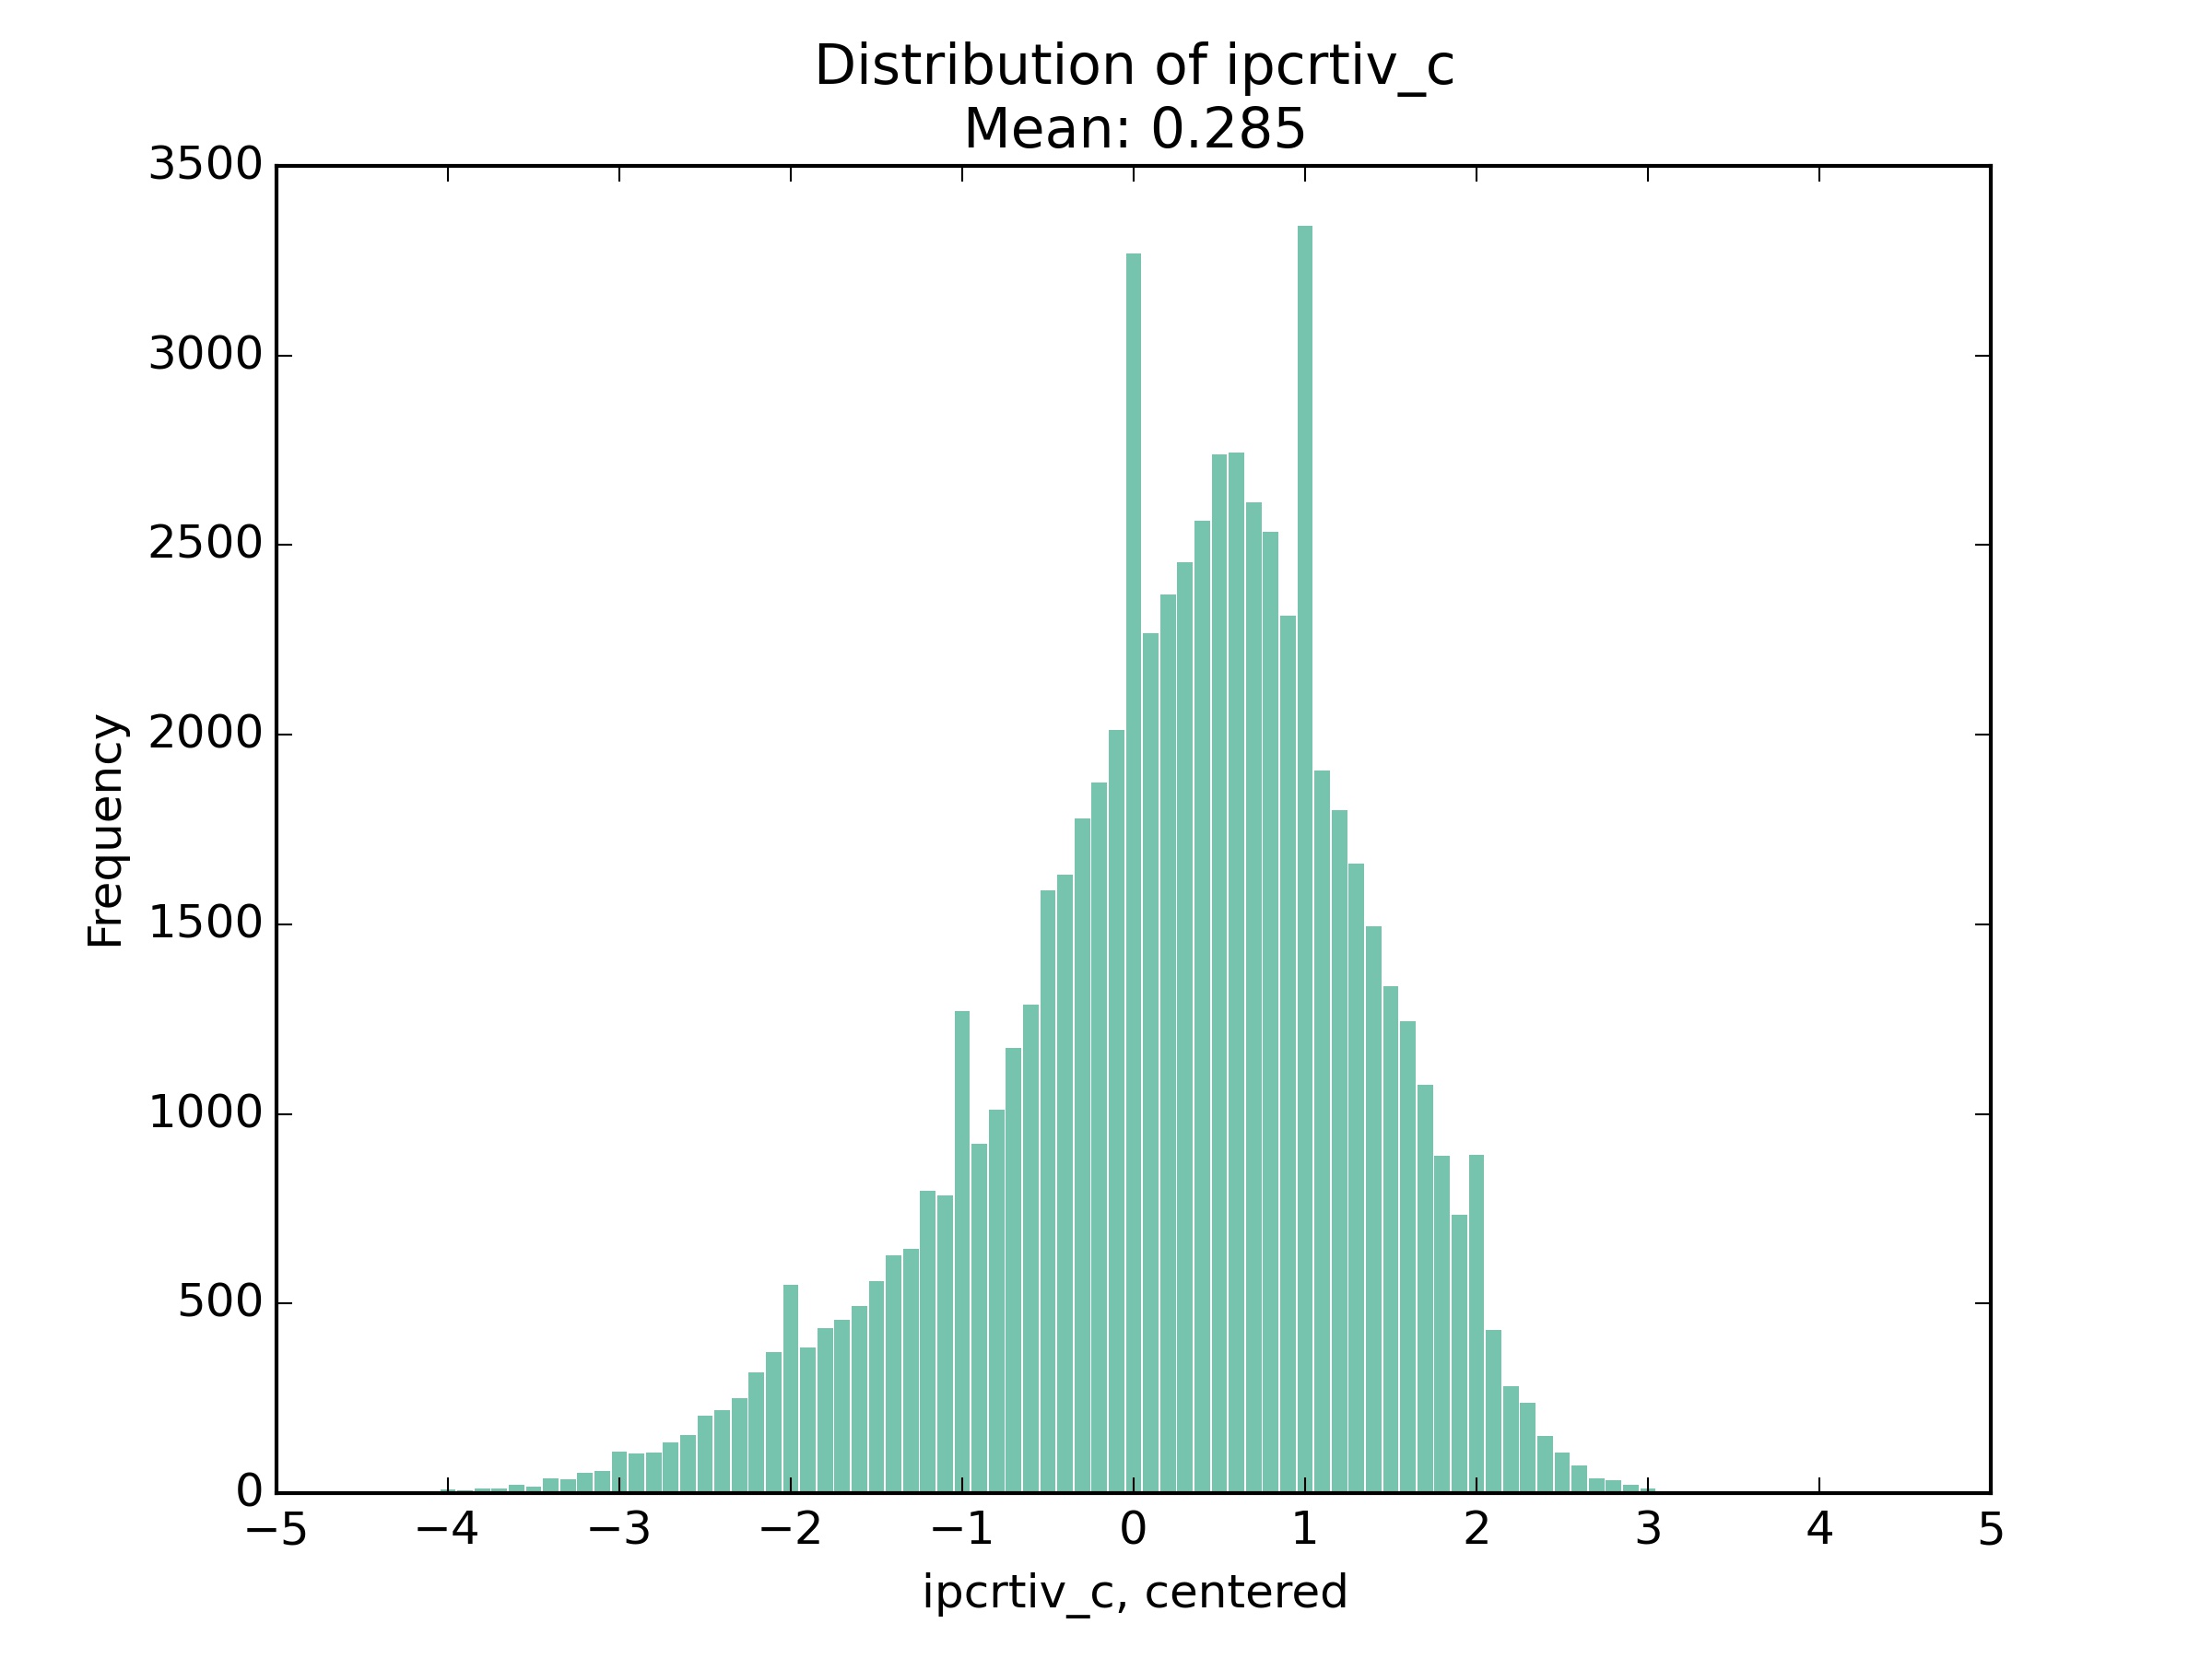 Distribution of ipcrtiv_c
Mean: 0.285
3500
3000
2500
2000
1500
1000
500
0
Frequency
−5 −4 −3 −2 −1 0 1 2 3 4 5
ipcrtiv_c, centered